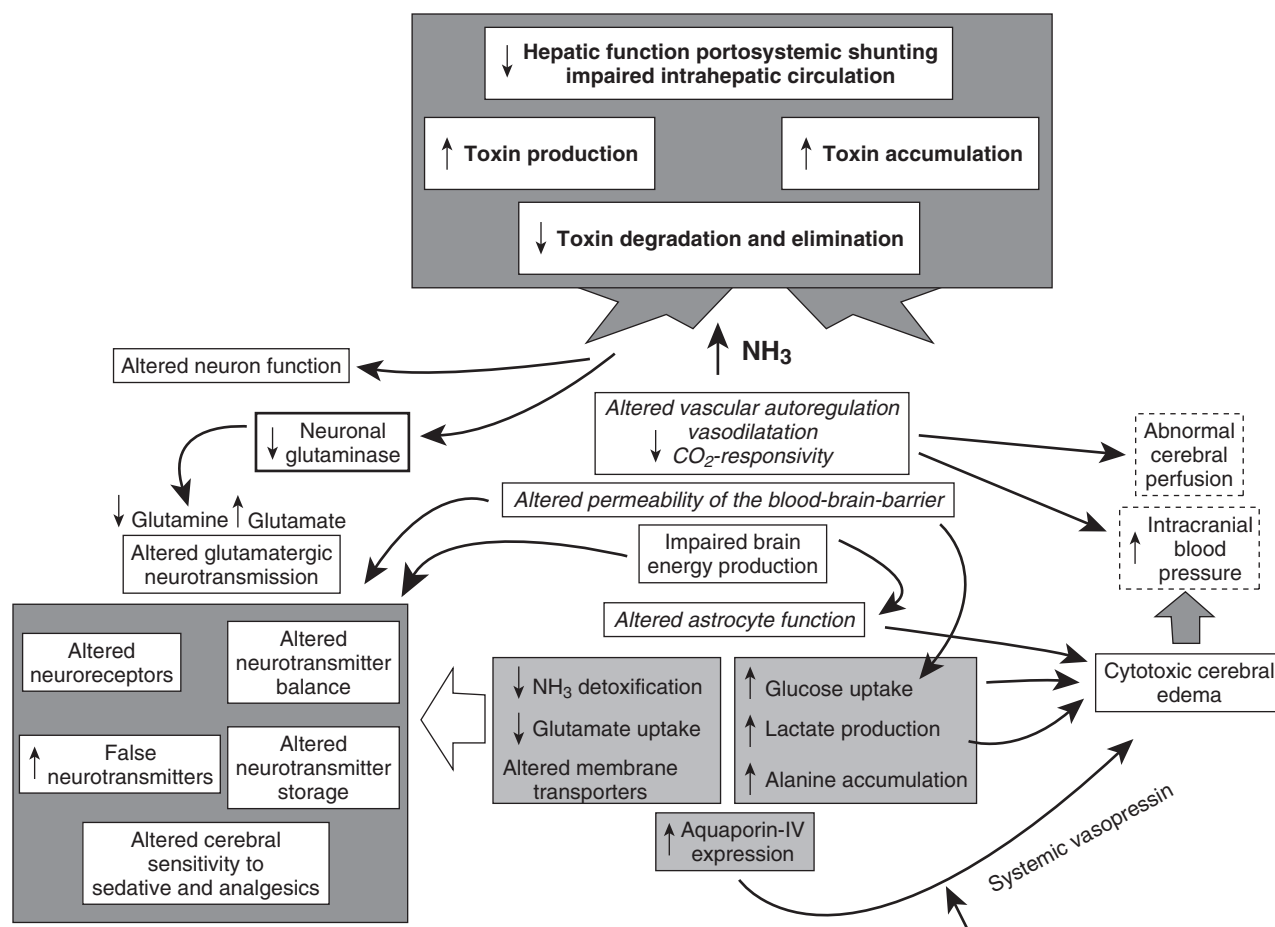 ↓ Hepatic function portosystemic shunting
impaired intrahepatic circulation
↑ Toxin production
↑ Toxin accumulation
↓ Toxin degradation and elimination
↑ NH₃
Altered neuron function
↓ Neuronal
glutaminase
↓ Glutamine ↑ Glutamate
Altered glutamatergic
neurotransmission
Altered vascular autoregulation
vasodilatation
↓ CO₂-responsivity
Altered permeability of the blood-brain-barrier
Impaired brain
energy production
Altered astrocyte function
Abnormal
cerebral
perfusion
↑ Intracranial
blood
pressure
Cytotoxic cerebral
edema
Altered
neuroreceptors
Altered
neurotransmitter
balance
↑ False
neurotransmitters
Altered
neurotransmitter
storage
Altered cerebral
sensitivity to
sedative and analgesics
↓ NH₃ detoxification
↓ Glutamate uptake
Altered membrane
transporters
↑ Glucose uptake
↑ Lactate production
↑ Alanine accumulation
↑ Aquaporin-IV
expression
Systemic vasopressin